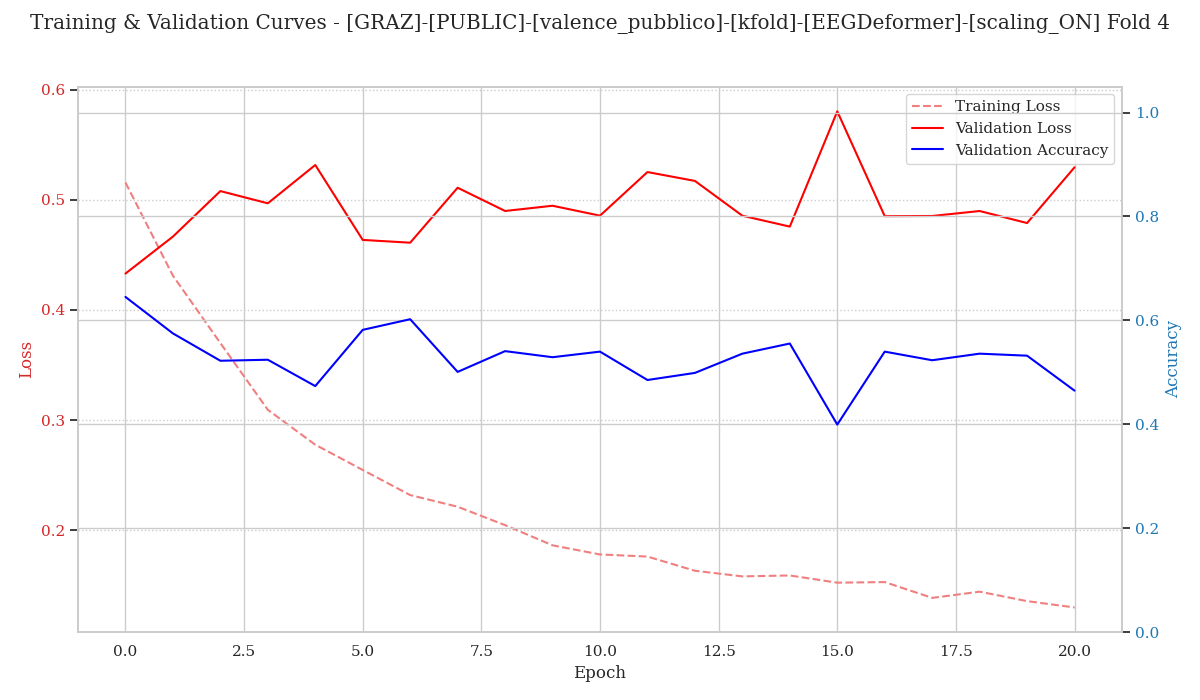 Training & Validation Curves - [GRAZ]-[PUBLIC]-[valence_pubblico]-[kfold]-[EEGDeformer]-[scaling_ON] Fold 4
Training Loss
Validation Loss
Validation Accuracy
Loss
0.6
0.5
0.4
0.3
0.2
Accuracy
1.0
0.8
0.6
0.4
0.2
0.0
0.0 2.5 5.0 7.5 10.0 12.5 15.0 17.5 20.0
Epoch